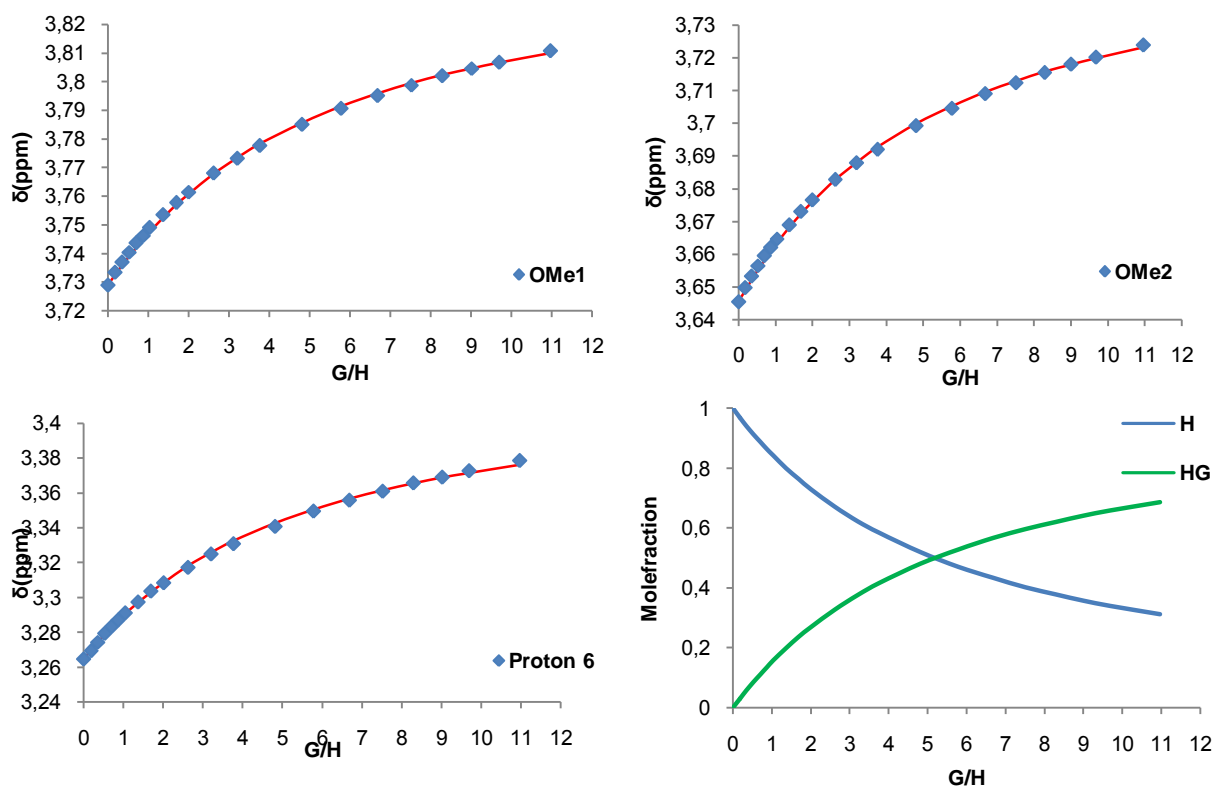 3,82
3,81
3,8
3,79
3,78
3,77
3,76
3,75
3,74
3,73
3,72
δ(ppm)
OMe1
0 1 2 3 4 5 6 7 8 9 10 11 12
G/H
3,73
3,72
3,71
3,7
3,69
3,68
3,67
3,66
3,65
3,64
δ(ppm)
OMe2
0 1 2 3 4 5 6 7 8 9 10 11 12
G/H
3,4
3,38
3,36
3,34
3,32
3,3
3,28
3,26
3,24
δ(ppm)
Proton 6
0 1 2 3 4 5 6 7 8 9 10 11 12
G/H
1
0,8
0,6
0,4
0,2
0
Molefraction
H
HG
0 1 2 3 4 5 6 7 8 9 10 11 12
G/H